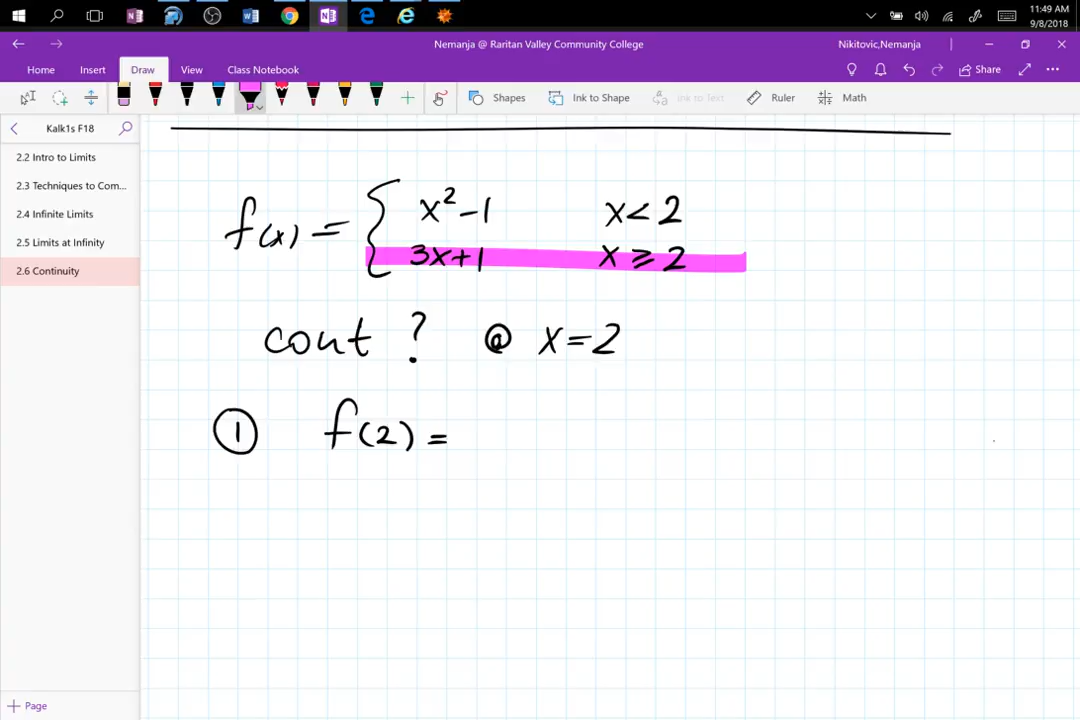 11:49 AM
9/8/2018
Nemanja @ Raritan Valley Community College
Nikitovic,Nemanja
Home Insert Draw View Class Notebook
Share
Shapes Ink to Shape Ink to Text Ruler Math
Kalk1s F18
2.2 Intro to Limits
2.3 Techniques to Com...
2.4 Infinite Limits
2.5 Limits at Infinity
2.6 Continuity
f(x) = { x² - 1 x < 2
3x + 1 x ⩾ 2
cont ? @ x = 2
① f(2) =
+ Page